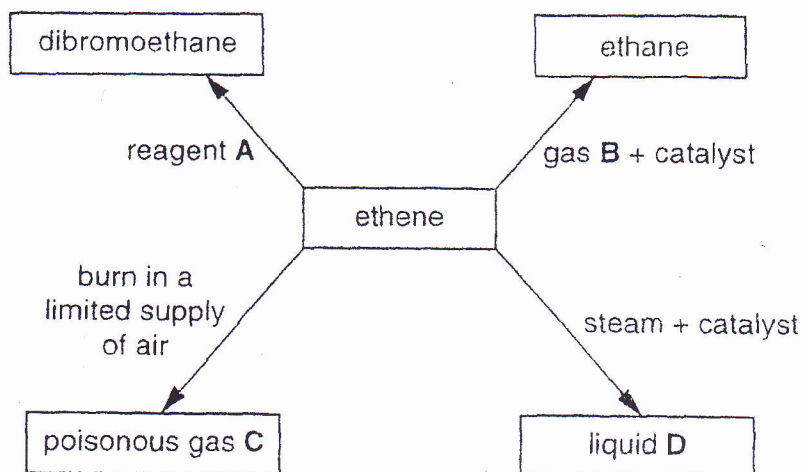 dibromoethane
ethane
reagent A
gas B + catalyst
ethene
burn in a
limited supply
of air
steam + catalyst
poisonous gas C
liquid D